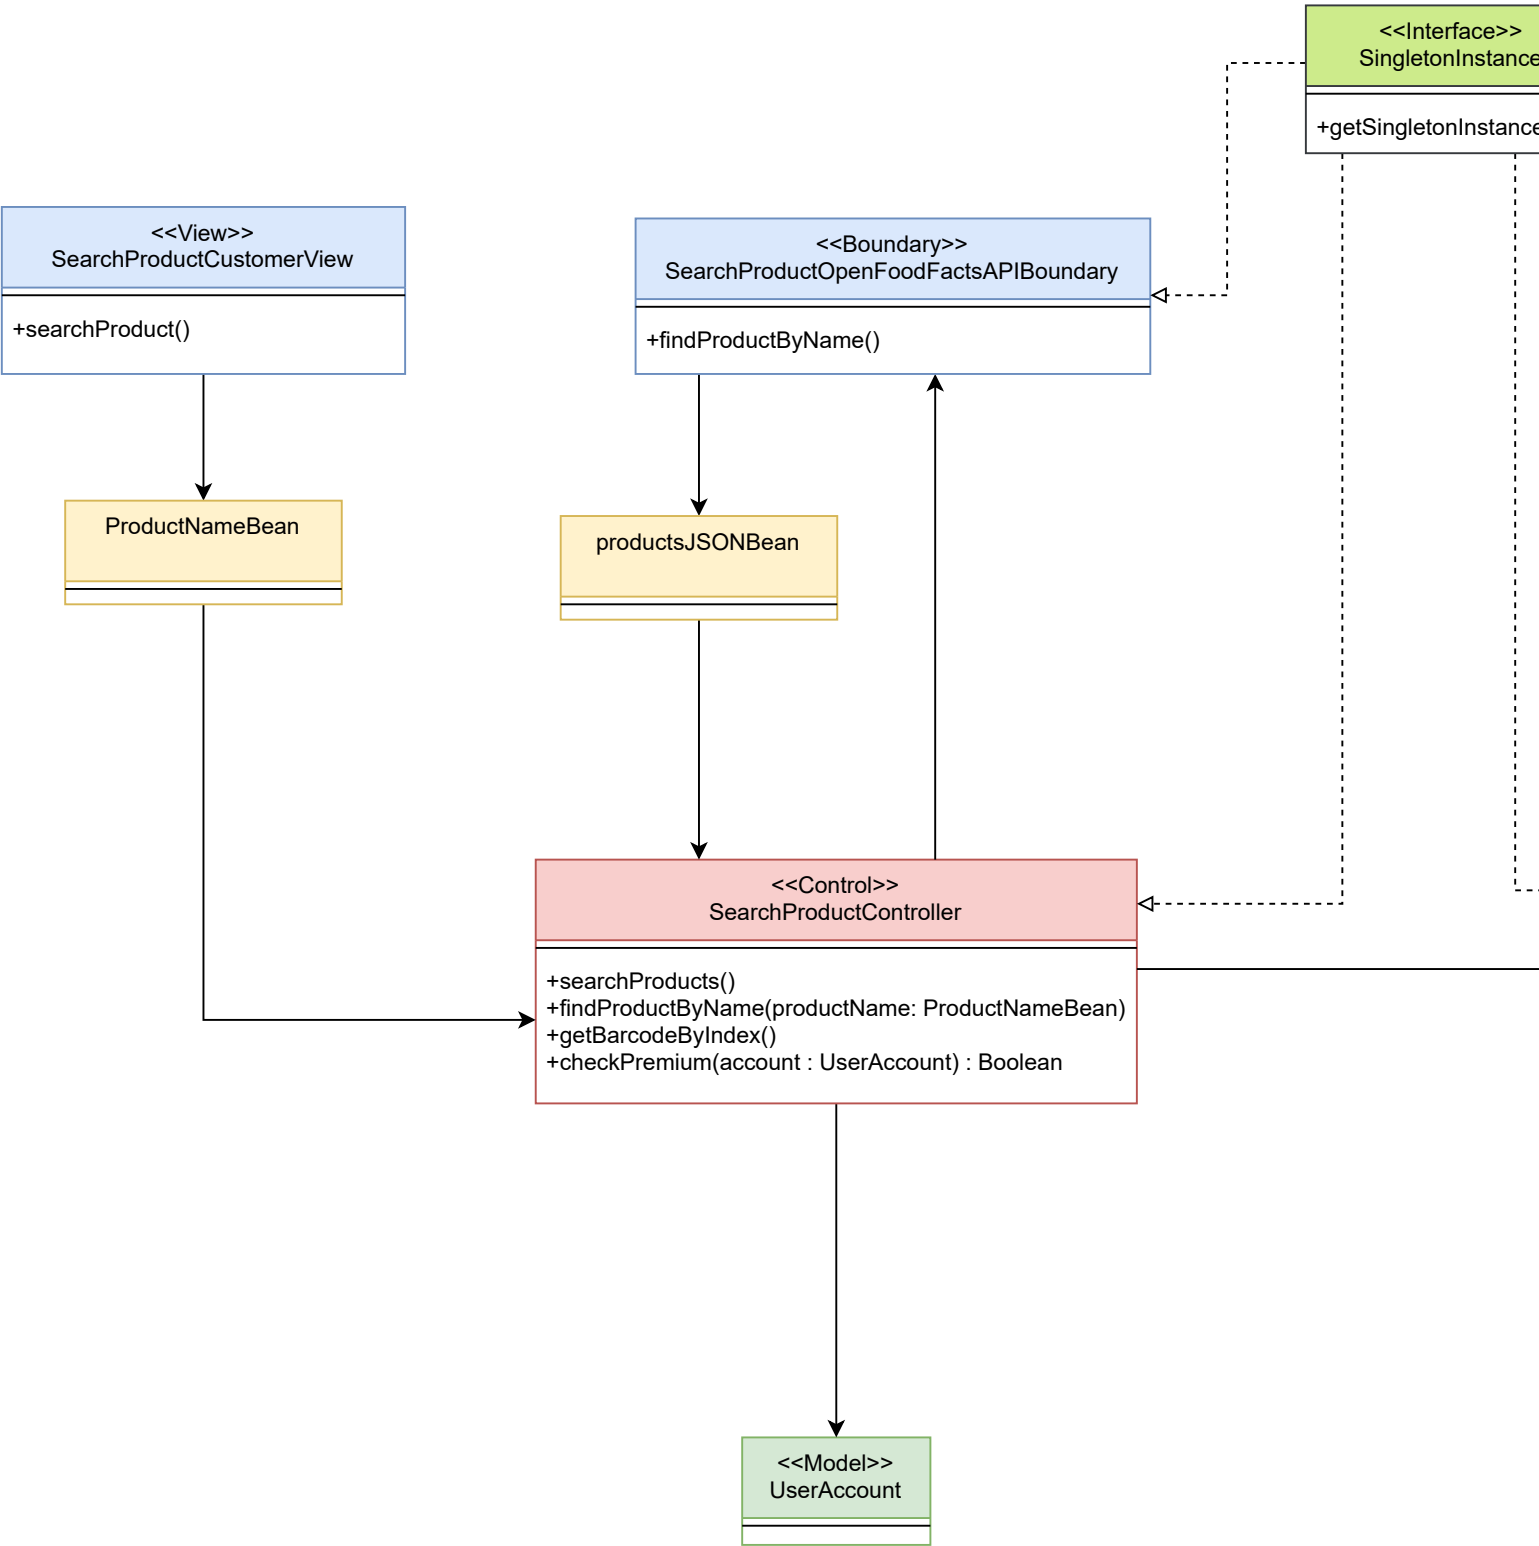 <<Interface>>
SingletonInstance
+getSingletonInstance
<<View>>
SearchProductCustomerView
+searchProduct()
<<Boundary>>
SearchProductOpenFoodFactsAPIBoundary
+findProductByName()
ProductNameBean
productsJSONBean
<<Control>>
SearchProductController
+searchProducts()
+findProductByName(productName: ProductNameBean)
+getBarcodeByIndex()
+checkPremium(account : UserAccount) : Boolean
<<Model>>
UserAccount